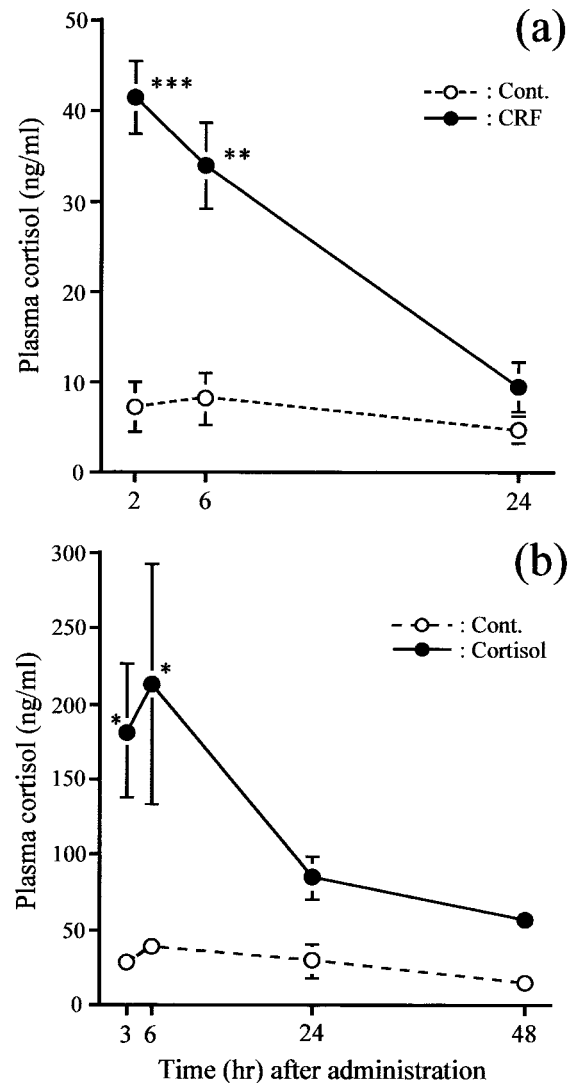 (a)
50
40
30
20
10
0
Plasma cortisol (ng/ml)
***
**
: Cont.
: CRF
2 6 24
(b)
300
250
200
150
100
50
0
Plasma cortisol (ng/ml)
*
*
: Cont.
: Cortisol
3 6 24 48
Time (hr) after administration